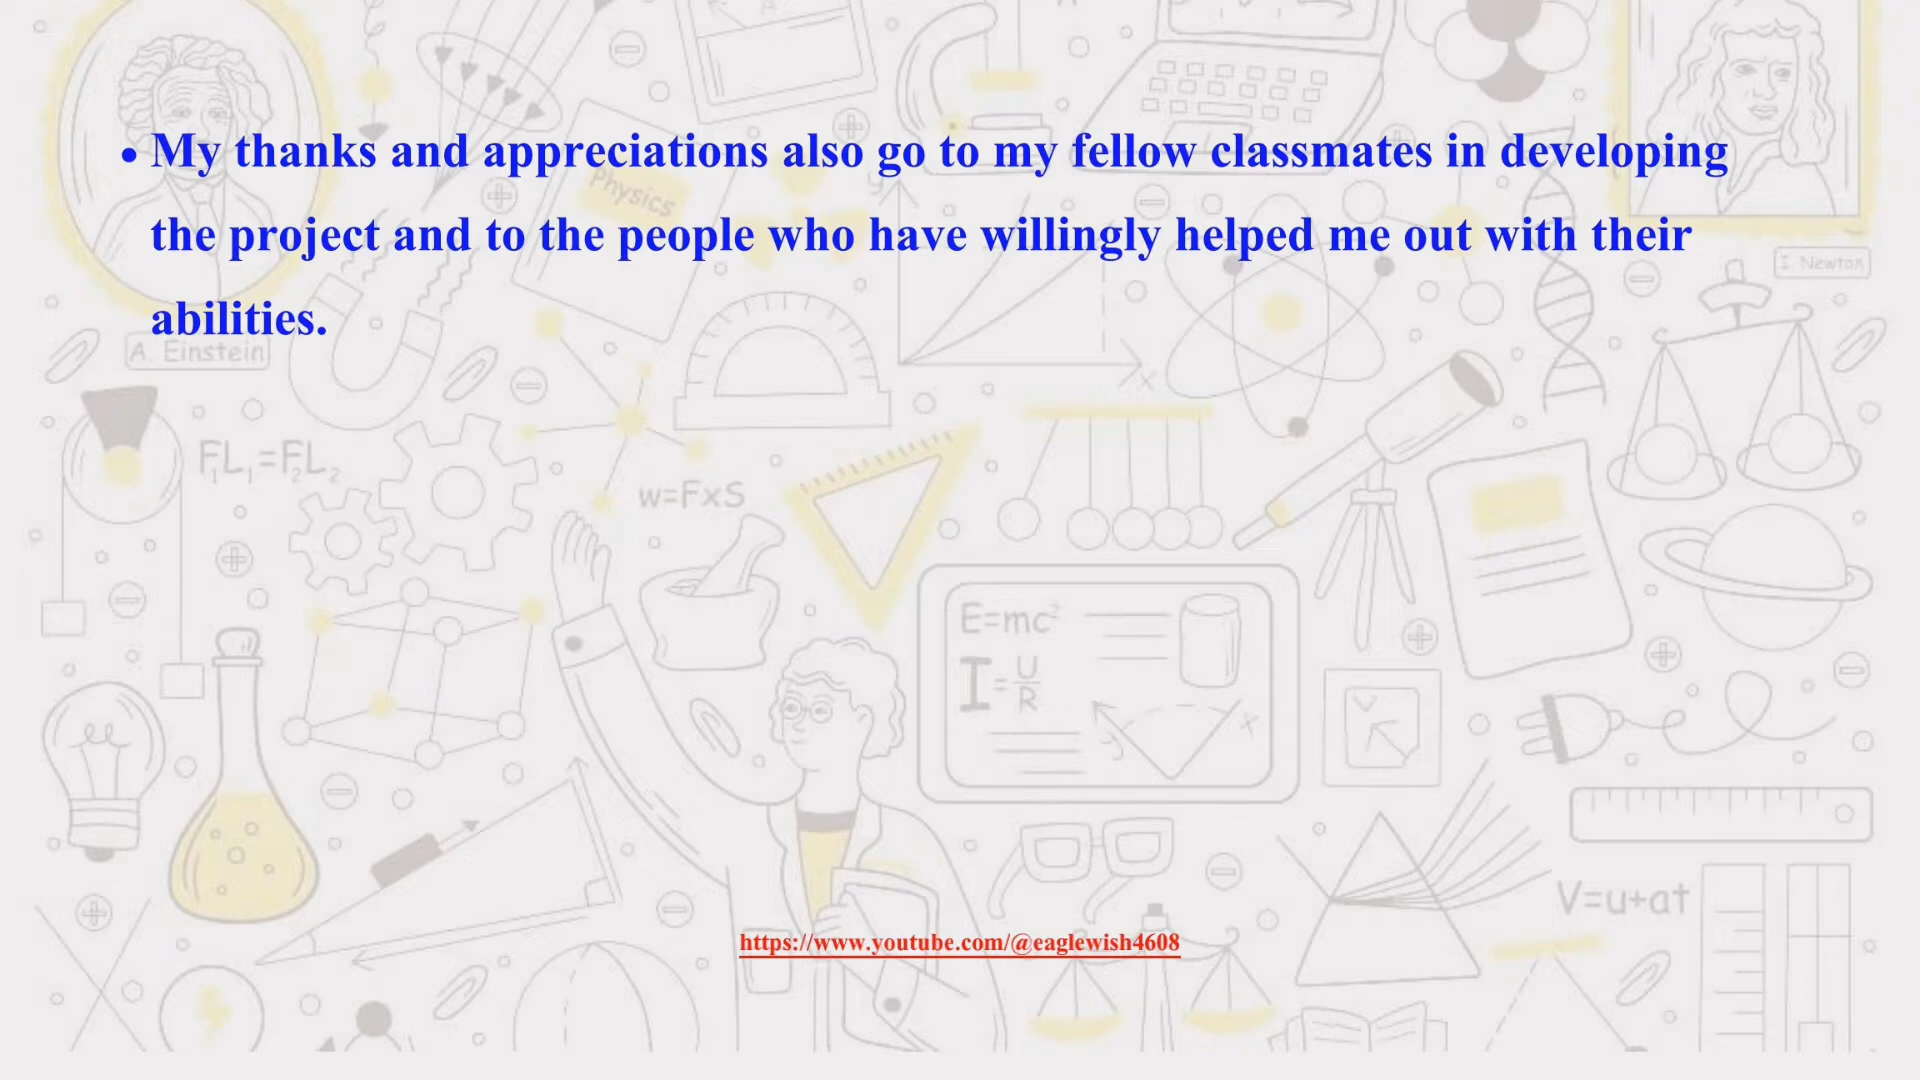 Physics
• My thanks and appreciations also go to my fellow classmates in developing
the project and to the people who have willingly helped me out with their
abilities.
I. Newton
A. Einstein
F₁L₁=F₂L₂
w=FxS
E=mc²
I=U/R
V=u+at
https://www.youtube.com/@eaglewish4608